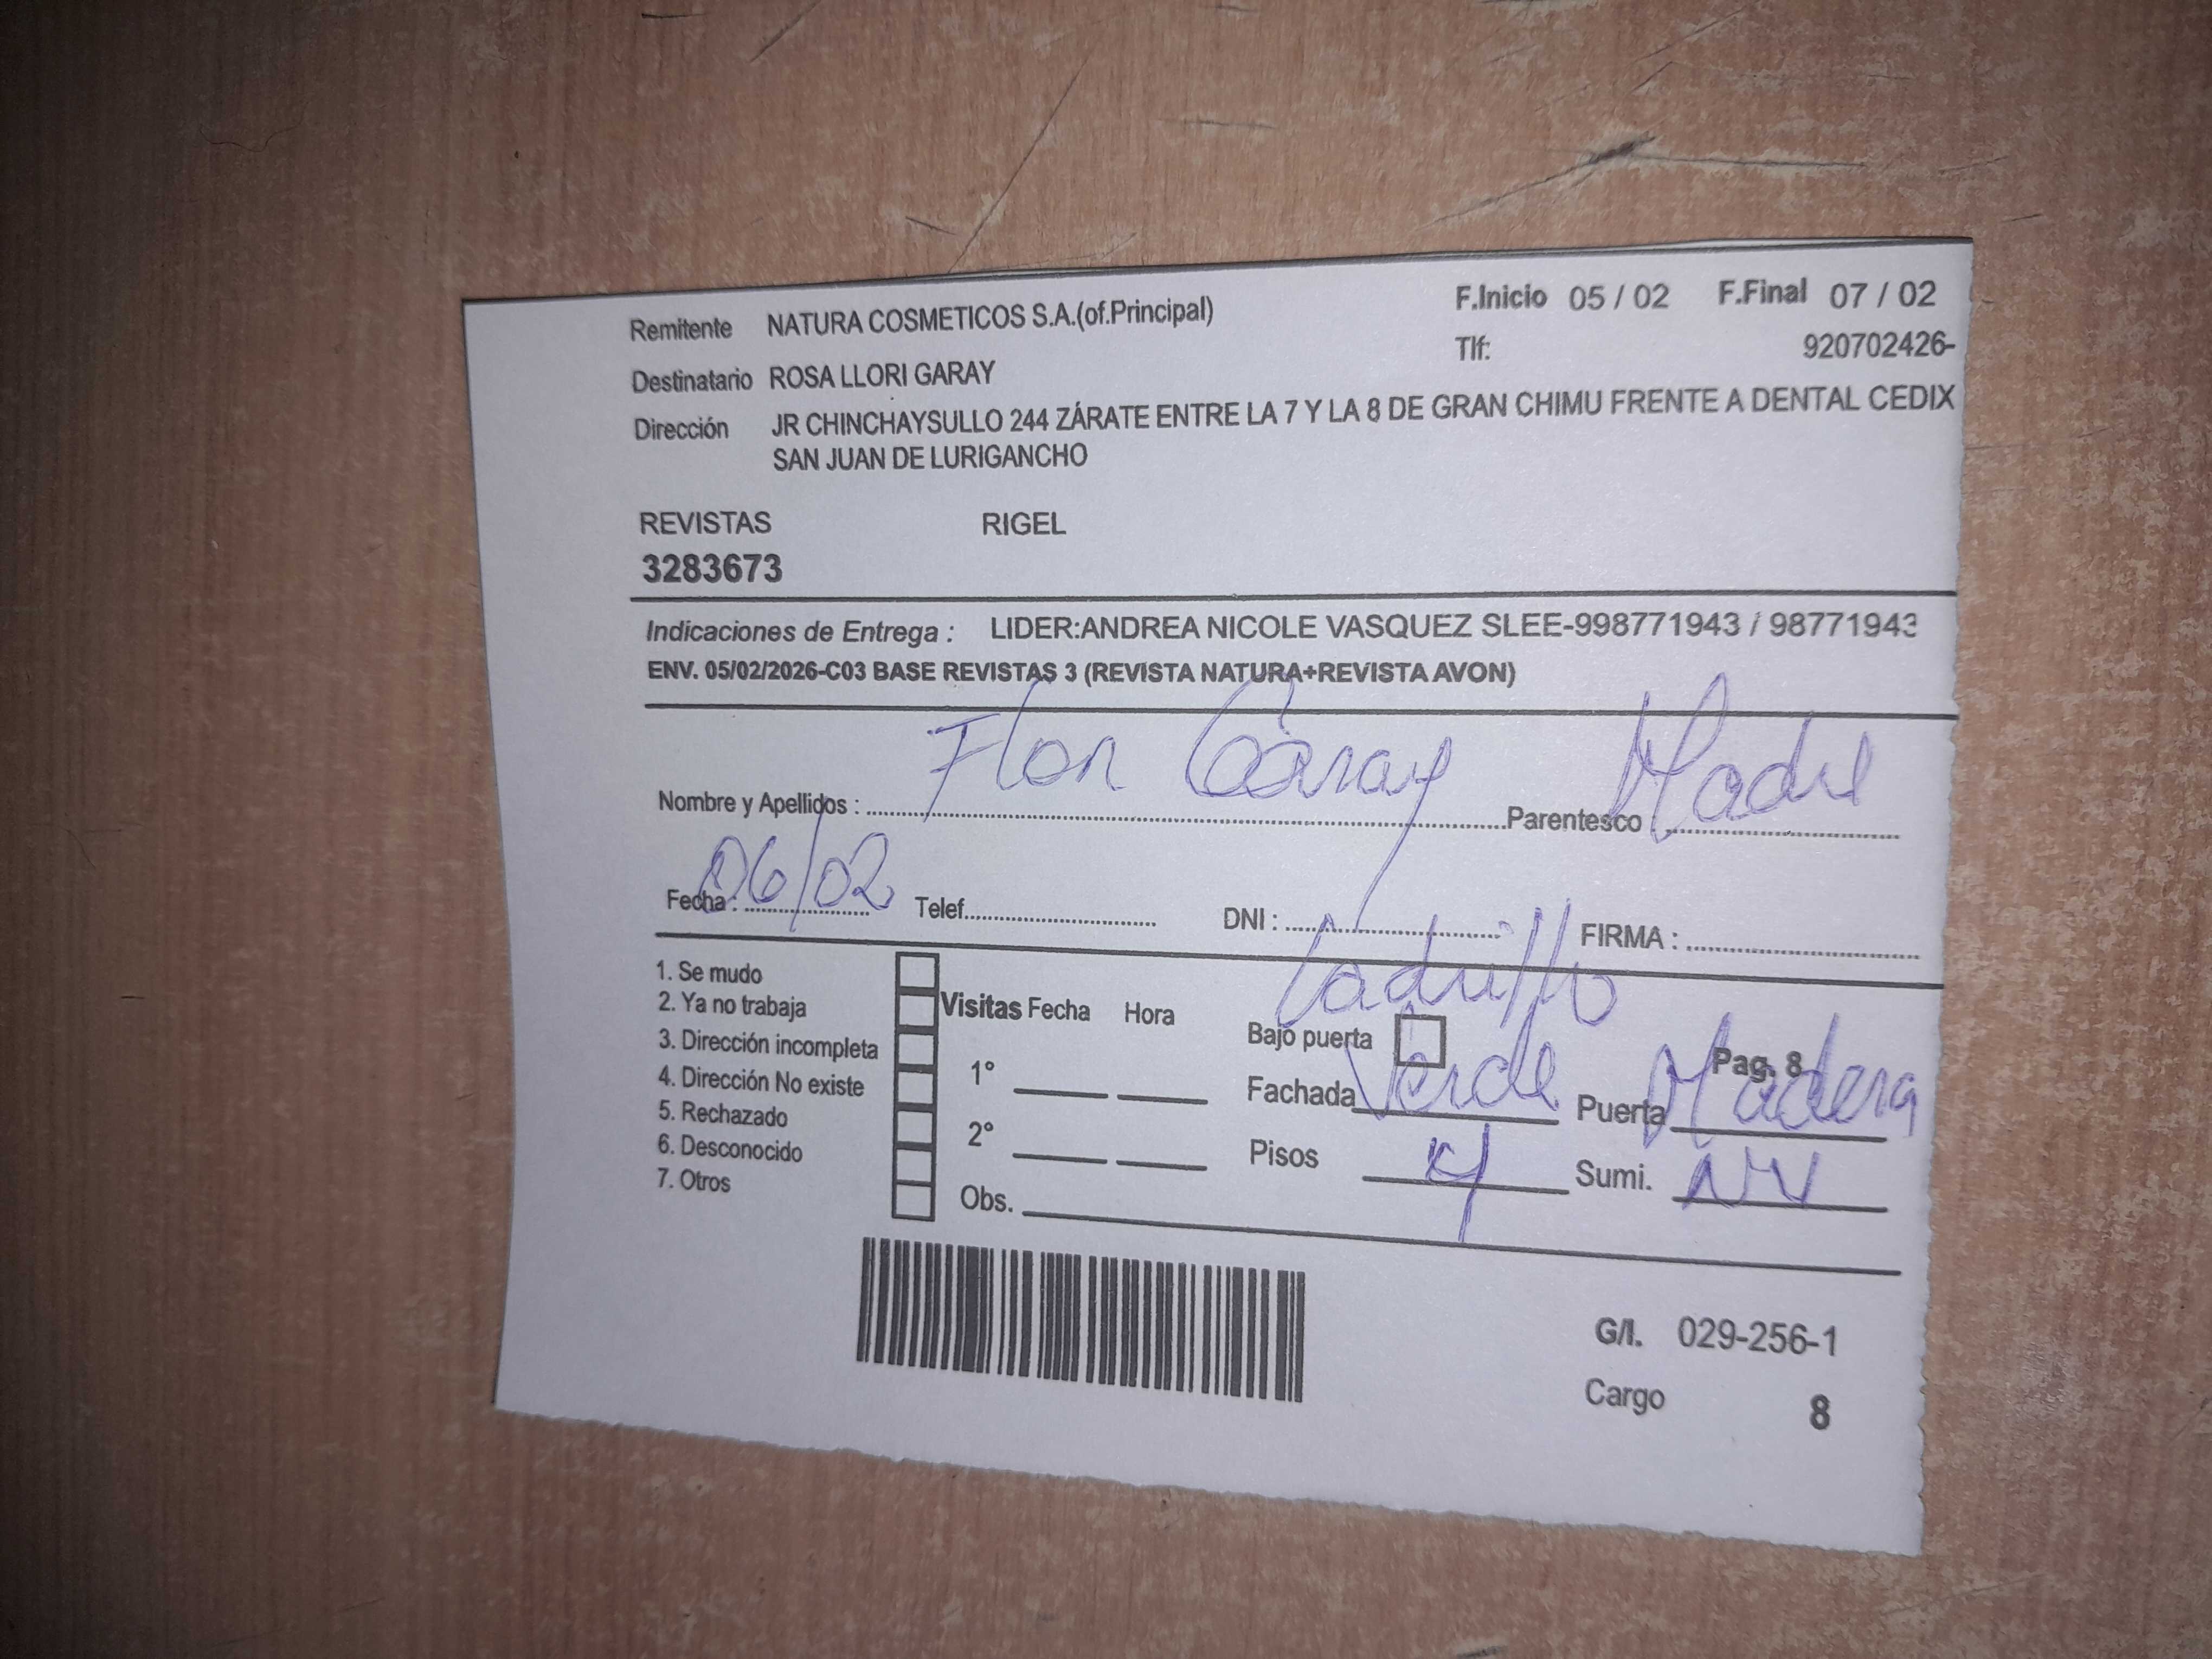 Remitente NATURA COSMETICOS S.A.(of.Principal) F.Inicio 05 / 02 F.Final 07 / 02
Tlf: 920702426-
Destinatario ROSA LLORI GARAY
Dirección JR CHINCHAYSULLO 244 ZÁRATE ENTRE LA 7 Y LA 8 DE GRAN CHIMU FRENTE A DENTAL CEDIX
SAN JUAN DE LURIGANCHO
REVISTAS RIGEL
3283673
Indicaciones de Entrega : LIDER:ANDREA NICOLE VASQUEZ SLEE-998771943 / 98771943
ENV. 05/02/2026-C03 BASE REVISTAS 3 (REVISTA NATURA+REVISTA AVON)
Nombre y Apellidos : Flor Garay Parentesco : Madre
Fecha : 06/02 Telef. DNI : FIRMA :
1. Se mudo
2. Ya no trabaja
3. Dirección incompleta
4. Dirección No existe
5. Rechazado
6. Desconocido
7. Otros
Visitas Fecha Hora
1°
2°
Obs.
Ladrillo
Bajo puerta Pag. 8
Fachada Verde Puerta Madera
Pisos 4 Sumi. NV
G/I. 029-256-1
Cargo 8